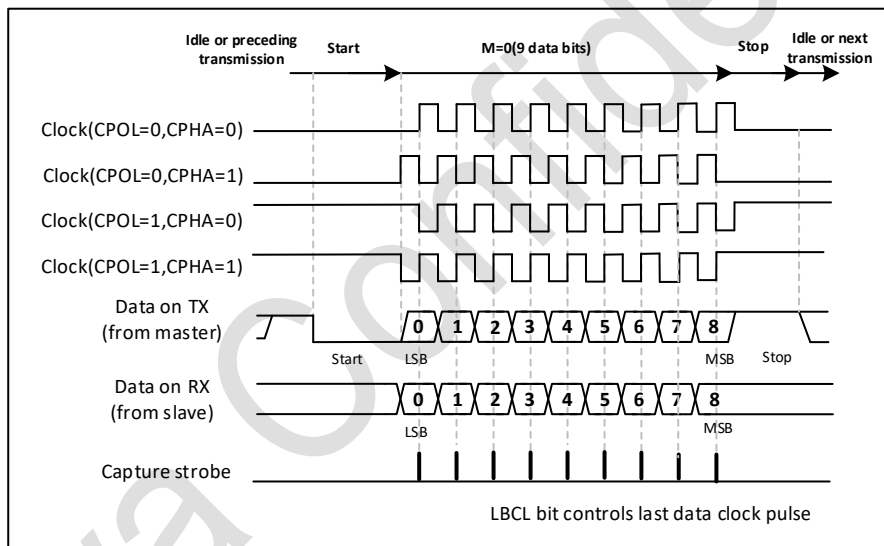 Idle or preceding
transmission
Start
M=0(9 data bits)
Stop
Idle or next
transmission
Clock(CPOL=0,CPHA=0)
Clock(CPOL=0,CPHA=1)
Clock(CPOL=1,CPHA=0)
Clock(CPOL=1,CPHA=1)
Data on TX
(from master)
0 1 2 3 4 5 6 7 8
Start
LSB
MSB
Stop
Data on RX
(from slave)
0 1 2 3 4 5 6 7 8
LSB
MSB
Capture strobe
LBCL bit controls last data clock pulse